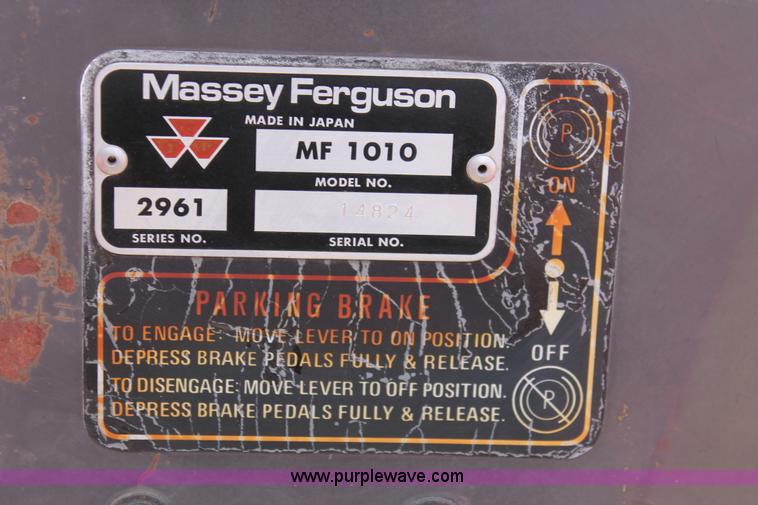 Massey Ferguson
MADE IN JAPAN
MF 1010
MODEL NO.
2961
SERIES NO.
14824
SERIAL NO.
P
ON
OFF
P
PARKING BRAKE
TO ENGAGE: MOVE LEVER TO ON POSITION.
DEPRESS BRAKE PEDALS FULLY & RELEASE.
TO DISENGAGE: MOVE LEVER TO OFF POSITION.
DEPRESS BRAKE PEDALS FULLY & RELEASE.
www.purplewave.com